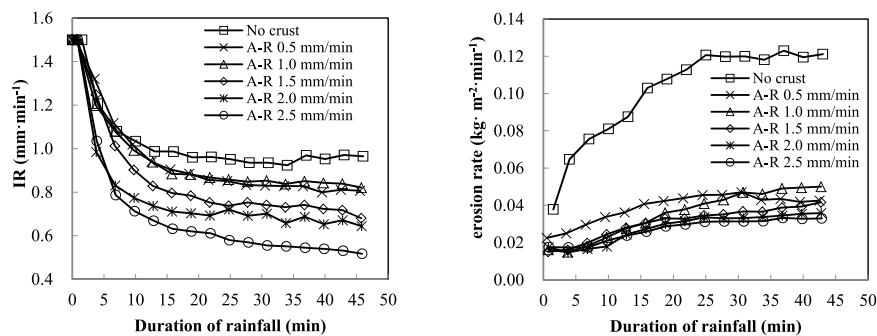 1.6
1.4
1.2
1.0
0.8
0.6
0.4
IR (mm·min⁻¹)
No crust
A-R 0.5 mm/min
A-R 1.0 mm/min
A-R 1.5 mm/min
A-R 2.0 mm/min
A-R 2.5 mm/min
0 5 10 15 20 25 30 35 40 45 50
Duration of rainfall (min)
0.14
0.12
0.10
0.08
0.06
0.04
0.02
0.00
erosion rate (kg· m⁻²·min⁻¹)
No crust
A-R 0.5 mm/min
A-R 1.0 mm/min
A-R 1.5 mm/min
A-R 2.0 mm/min
A-R 2.5 mm/min
0 5 10 15 20 25 30 35 40 45 50
Duration of rainfall (min)